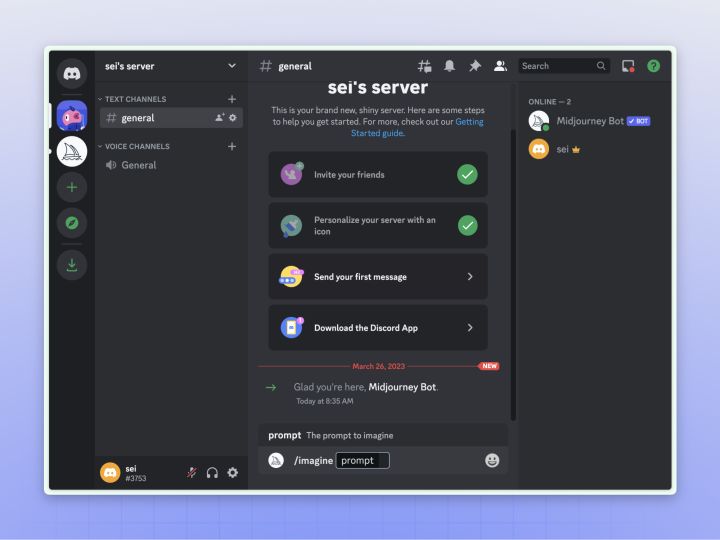 sei's server
general
Search
?
sei's server
This is your brand new, shiny server. Here are some steps
to help you get started. For more, check out our Getting
Started guide.
Invite your friends
Personalize your server with an
icon
Send your first message
Download the Discord App
March 26, 2023
NEW
Glad you're here, Midjourney Bot.
Today at 8:35 AM
prompt The prompt to imagine
/imagine prompt
TEXT CHANNELS
general
VOICE CHANNELS
General
sei
#3753
ONLINE — 2
Midjourney Bot BOT
sei